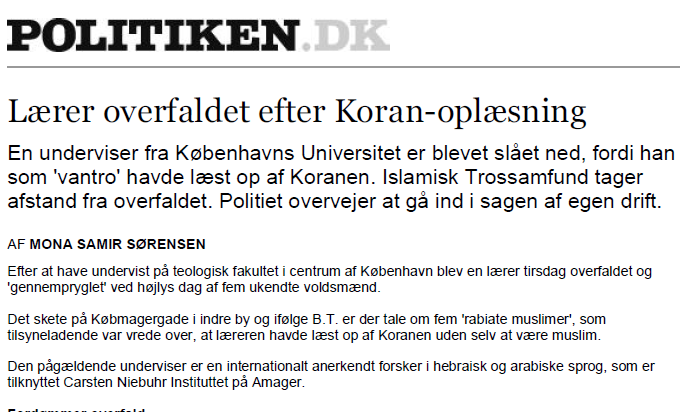 POLITIKEN.DK
Lærer overfaldet efter Koran-oplæsning
En underviser fra Københavns Universitet er blevet slået ned, fordi han
som 'vantro' havde læst op af Koranen. Islamisk Trossamfund tager
afstand fra overfaldet. Politiet overvejer at gå ind i sagen af egen drift.
AF MONA SAMIR SØRENSEN
Efter at have undervist på teologisk fakultet i centrum af København blev en lærer tirsdag overfaldet og
'gennempryglet' ved højlys dag af fem ukendte voldsmænd.
Det skete på Købmagergade i indre by og ifølge B.T. er der tale om fem 'rabiate muslimer', som
tilsyneladende var vrede over, at læreren havde læst op af Koranen uden selv at være muslim.
Den pågældende underviser er en internationalt anerkendt forsker i hebraisk og arabiske sprog, som er
tilknyttet Carsten Niebuhr Instituttet på Amager.